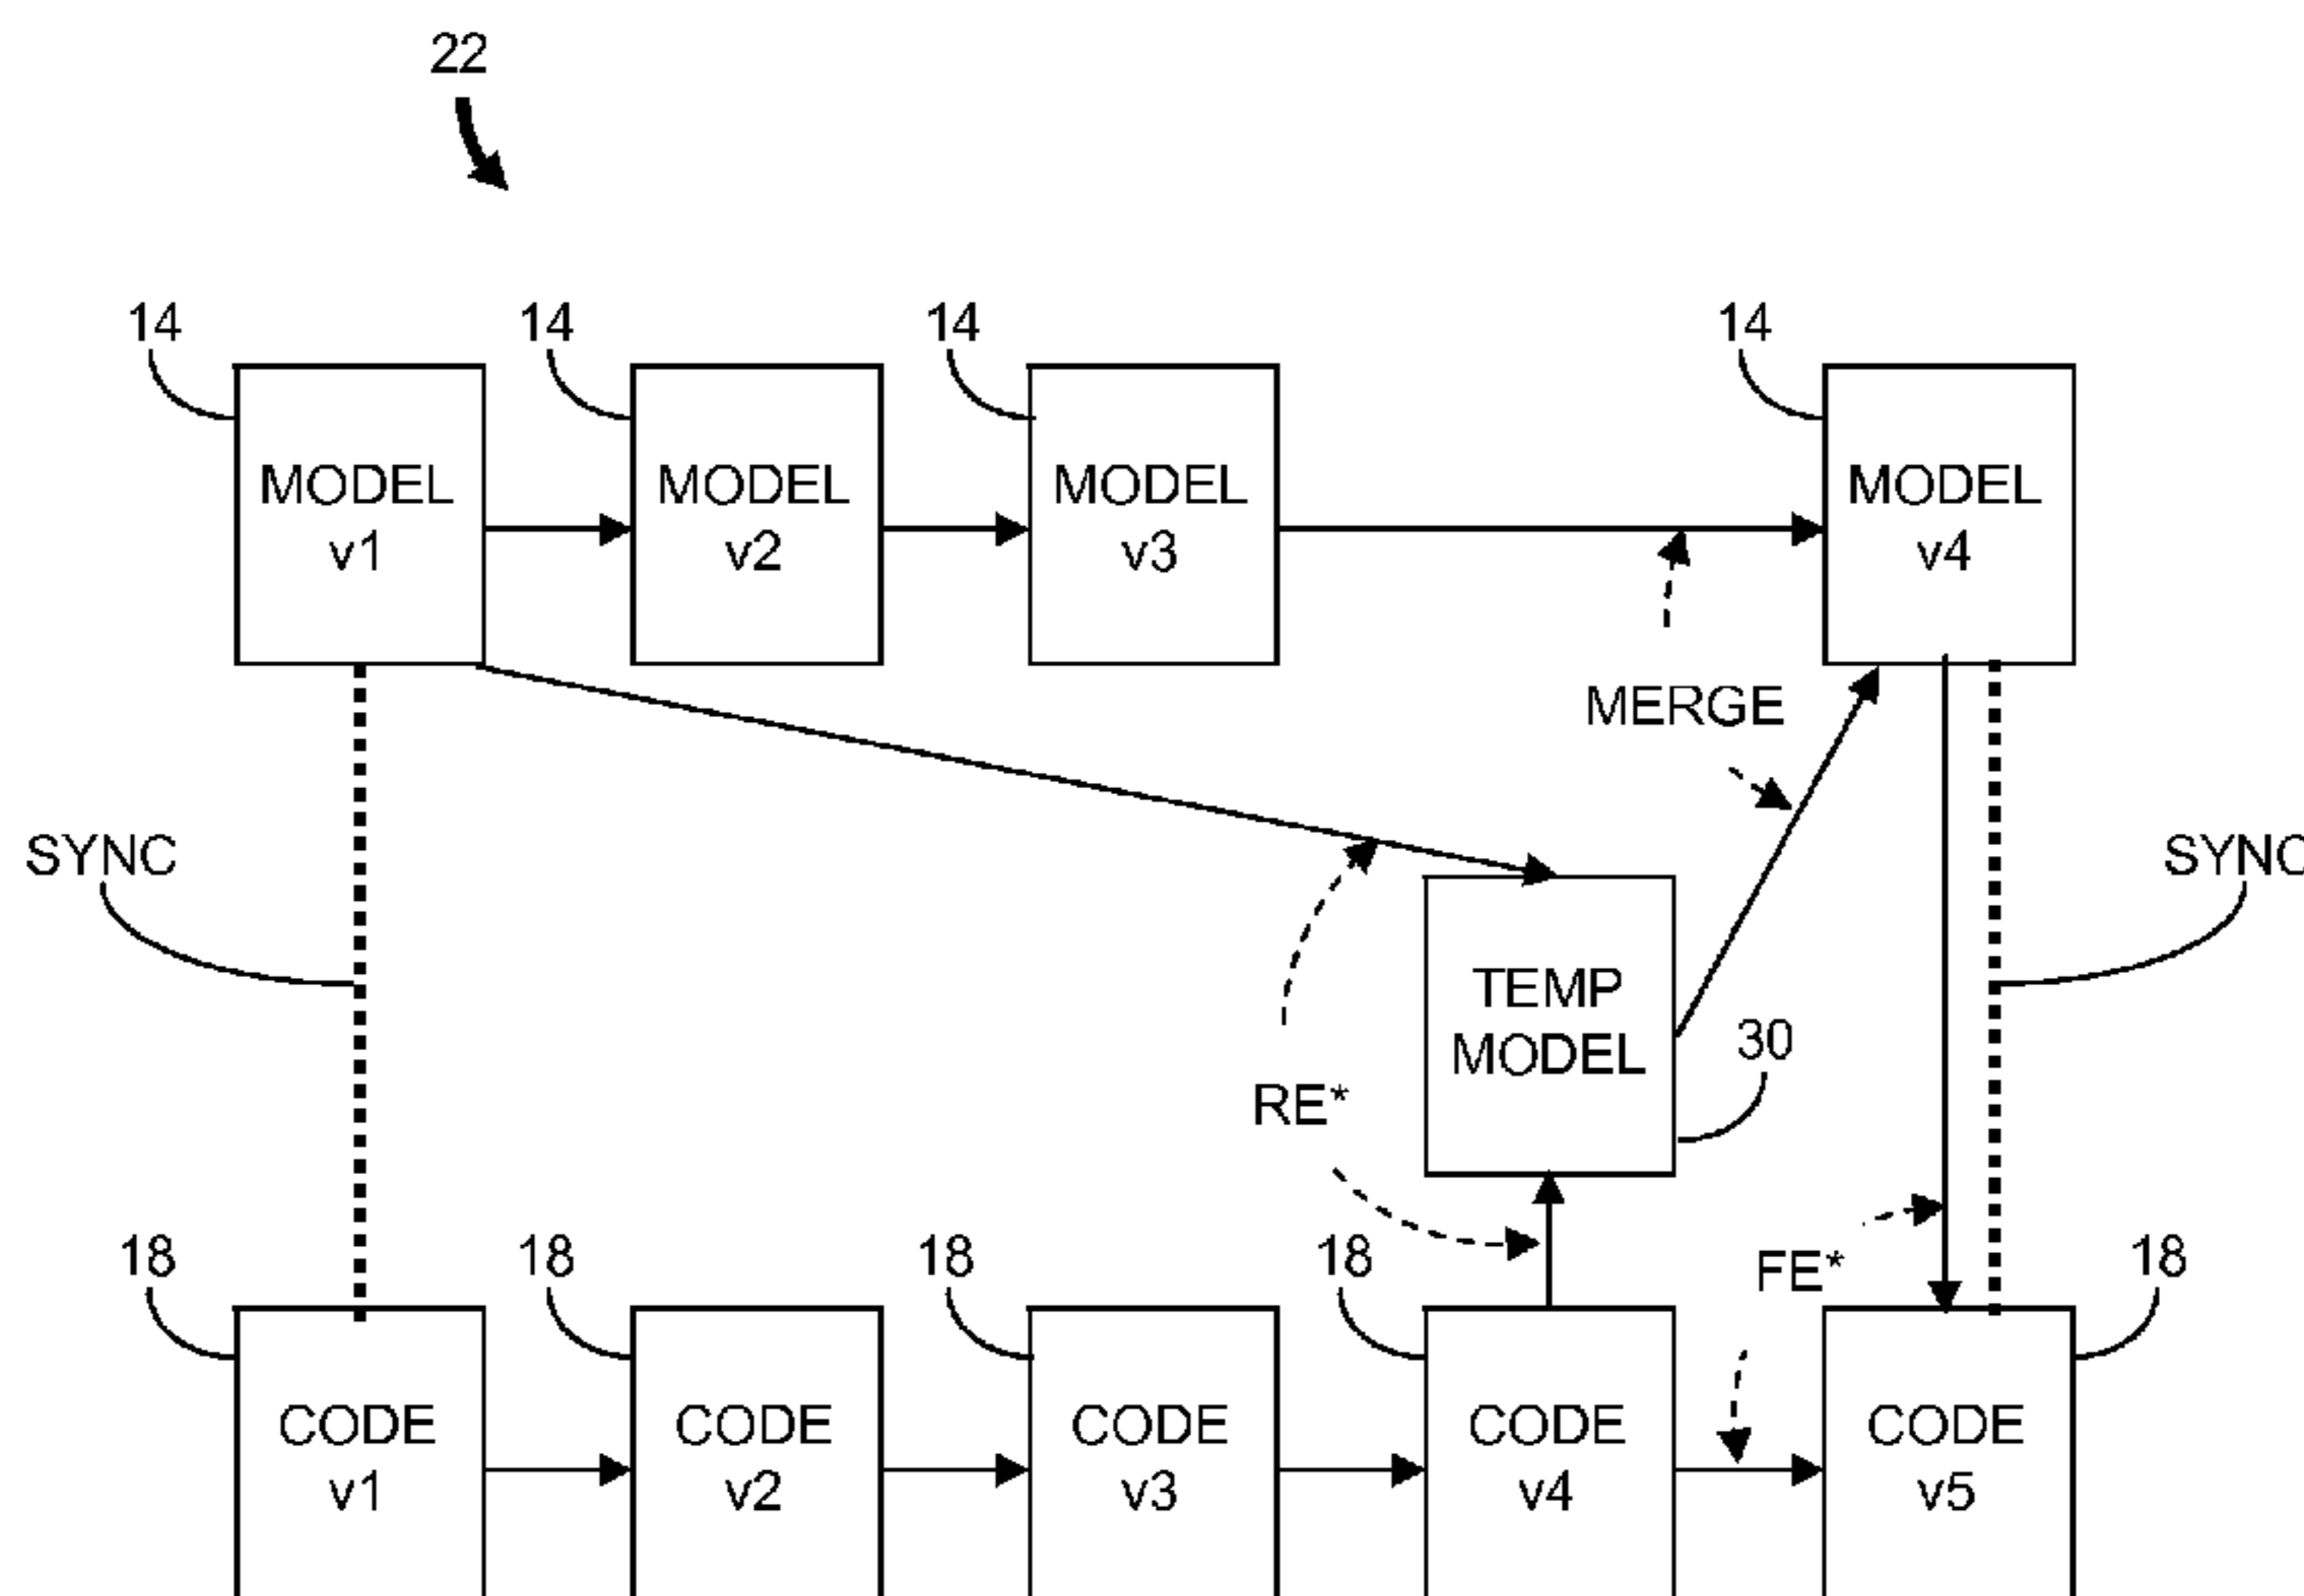 22
14
14
14
14
MODEL
v1
MODEL
v2
MODEL
v3
MODEL
v4
MERGE
SYNC
SYNC
TEMP
MODEL
30
RE*
FE*
18
18
18
18
18
CODE
v1
CODE
v2
CODE
v3
CODE
v4
CODE
v5